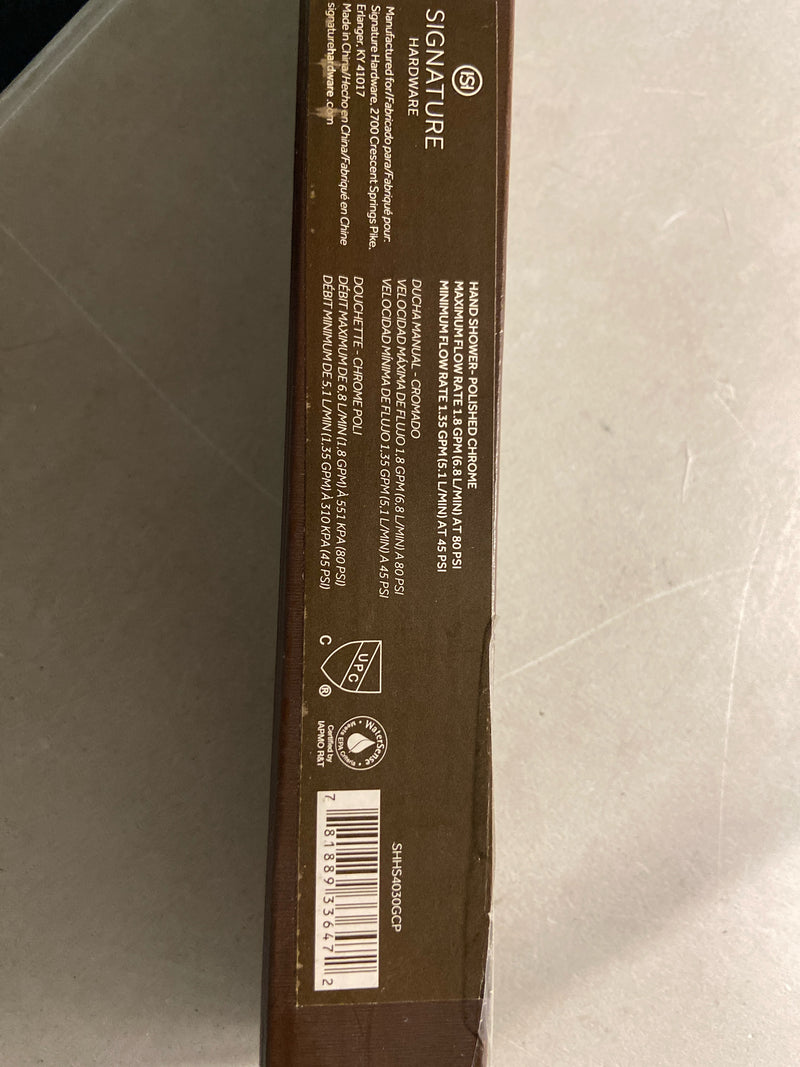 SIGNATURE
HARDWARE
Manufactured for/Fabricado para/Fabriqué pour:
Signature Hardware, 2700 Crescent Springs Pike,
Erlanger, KY 41017
Made in China/Hecho en China/Fabriqué en Chine
signaturehardware.com
HAND SHOWER- POLISHED CHROME
MAXIMUM FLOW RATE 1.8 GPM (6.8 L/MIN) AT 80 PSI
MINIMUM FLOW RATE 1.35 GPM (5.1 L/MIN) AT 45 PSI
DUCHA MANUAL - CROMADO
VELOCIDAD MÁXIMA DE FLUJO 1.8 GPM (6.8 L/MIN) A 80 PSI
VELOCIDAD MÍNIMA DE FLUJO 1.35 GPM (5.1 L/MIN) A 45 PSI
DOUCHETTE - CHROME POLI
DÉBIT MAXIMUM DE 6.8 L/MIN (1.8 GPM) À 551 KPA (80 PSI)
DÉBIT MINIMUM DE 5.1 L/MIN (1.35 GPM) À 310 KPA (45 PSI)
UPC
C ®
WaterSense
Meets EPA Criteria
Certified by
IAPMO R&T
SHHS4030GCP
7 81889 33647 2